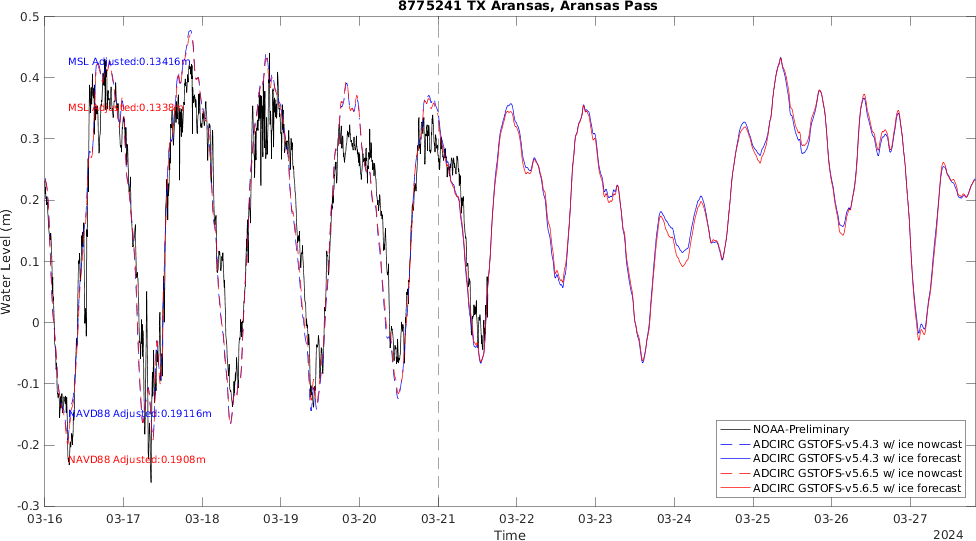 8775241 TX Aransas, Aransas Pass
0.5
0.4
0.3
0.2
0.1
0
-0.1
-0.2
-0.3
Water Level (m)
MSL Adjusted:0.13416m
MSL Adjusted:0.1338m
NAVD88 Adjusted:0.19116m
NAVD88 Adjusted:0.1908m
NOAA-Preliminary
ADCIRC GSTOFS-v5.4.3 w/ ice nowcast
ADCIRC GSTOFS-v5.4.3 w/ ice forecast
ADCIRC GSTOFS-v5.6.5 w/ ice nowcast
ADCIRC GSTOFS-v5.6.5 w/ ice forecast
03-16 03-17 03-18 03-19 03-20 03-21 03-22 03-23 03-24 03-25 03-26 03-27
Time
2024